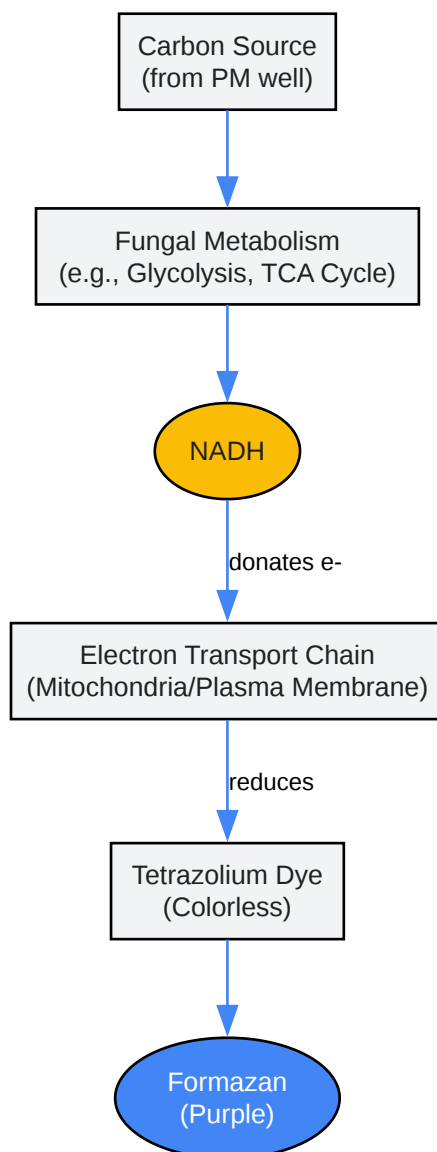 Carbon Source
(from PM well)
Fungal Metabolism
(e.g., Glycolysis, TCA Cycle)
NADH
donates e-
Electron Transport Chain
(Mitochondria/Plasma Membrane)
reduces
Tetrazolium Dye
(Colorless)
Formazan
(Purple)